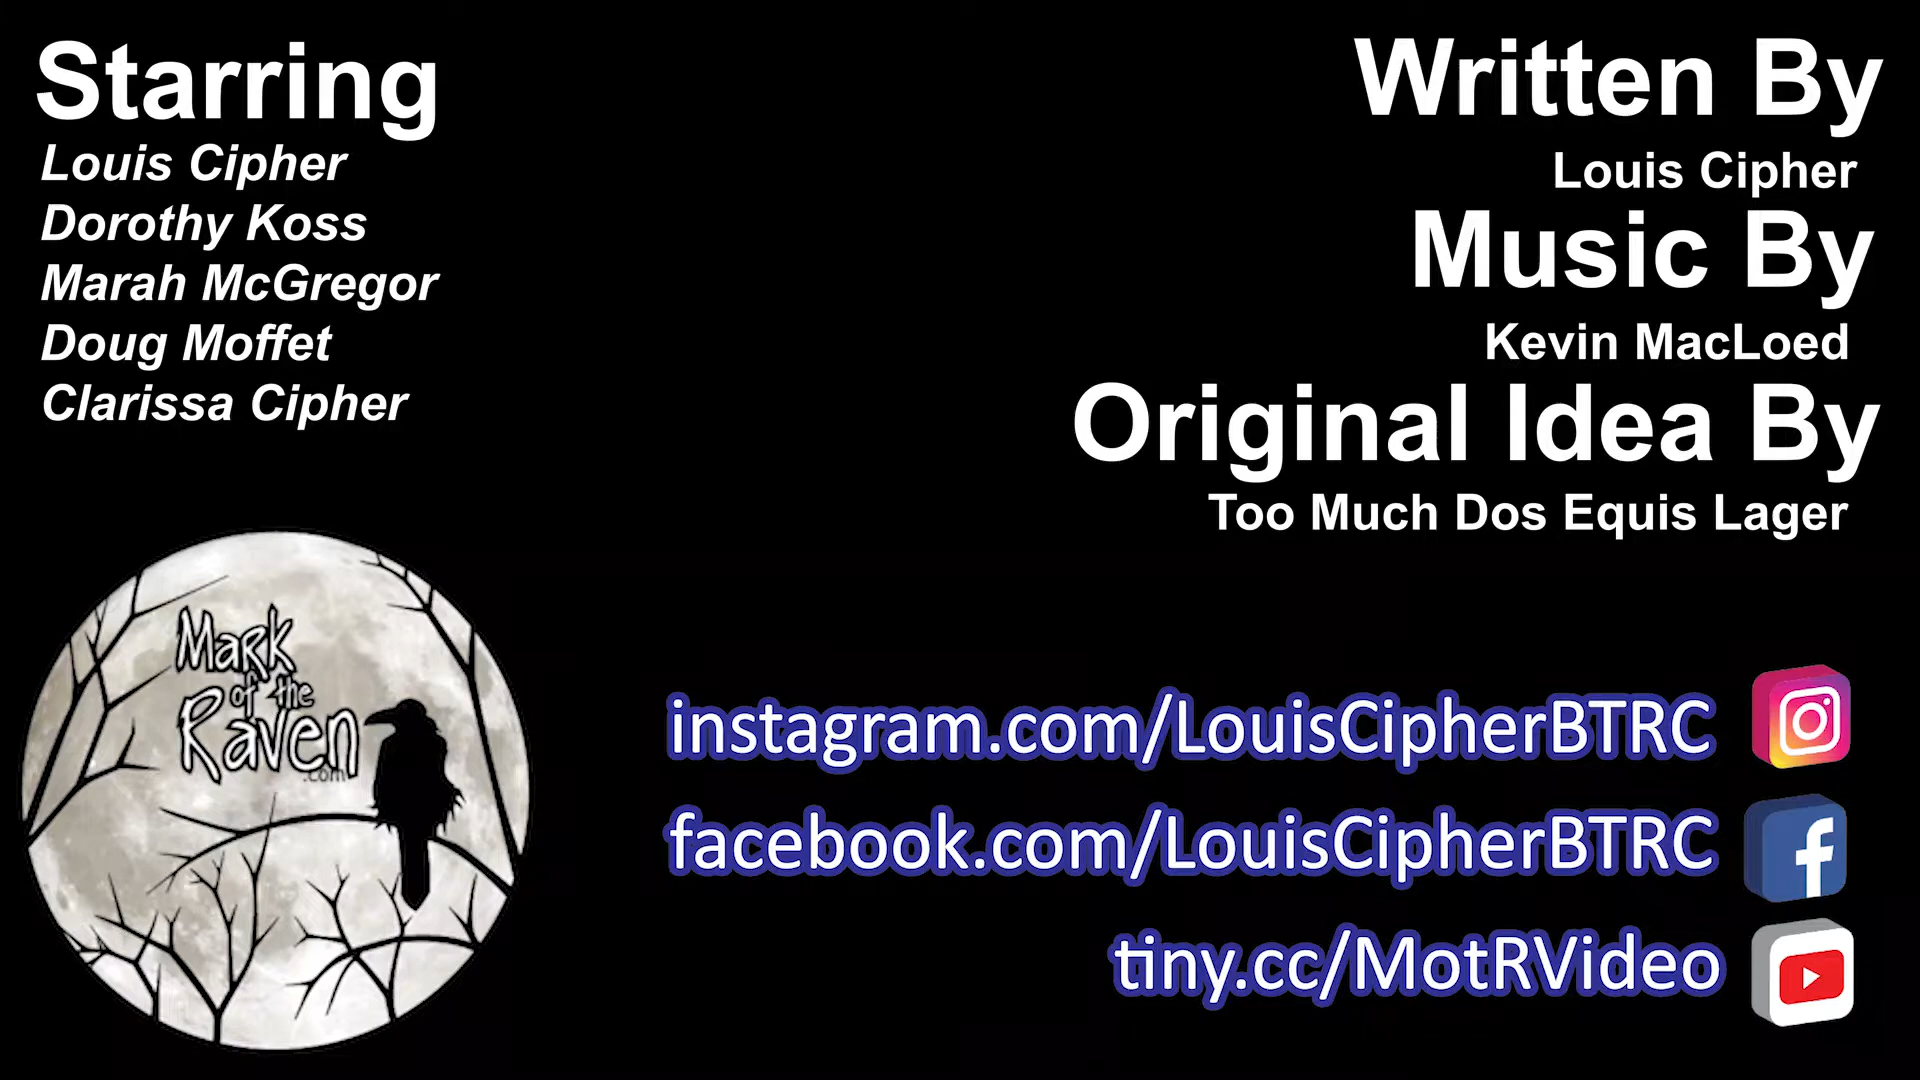 Starring
Louis Cipher
Dorothy Koss
Marah McGregor
Doug Moffet
Clarissa Cipher
Written By
Louis Cipher
Music By
Kevin MacLoed
Original Idea By
Too Much Dos Equis Lager
Mark
of the
Raven
.com
instagram.com/LouisCipherBTRC
facebook.com/LouisCipherBTRC
tiny.cc/MotRVideo